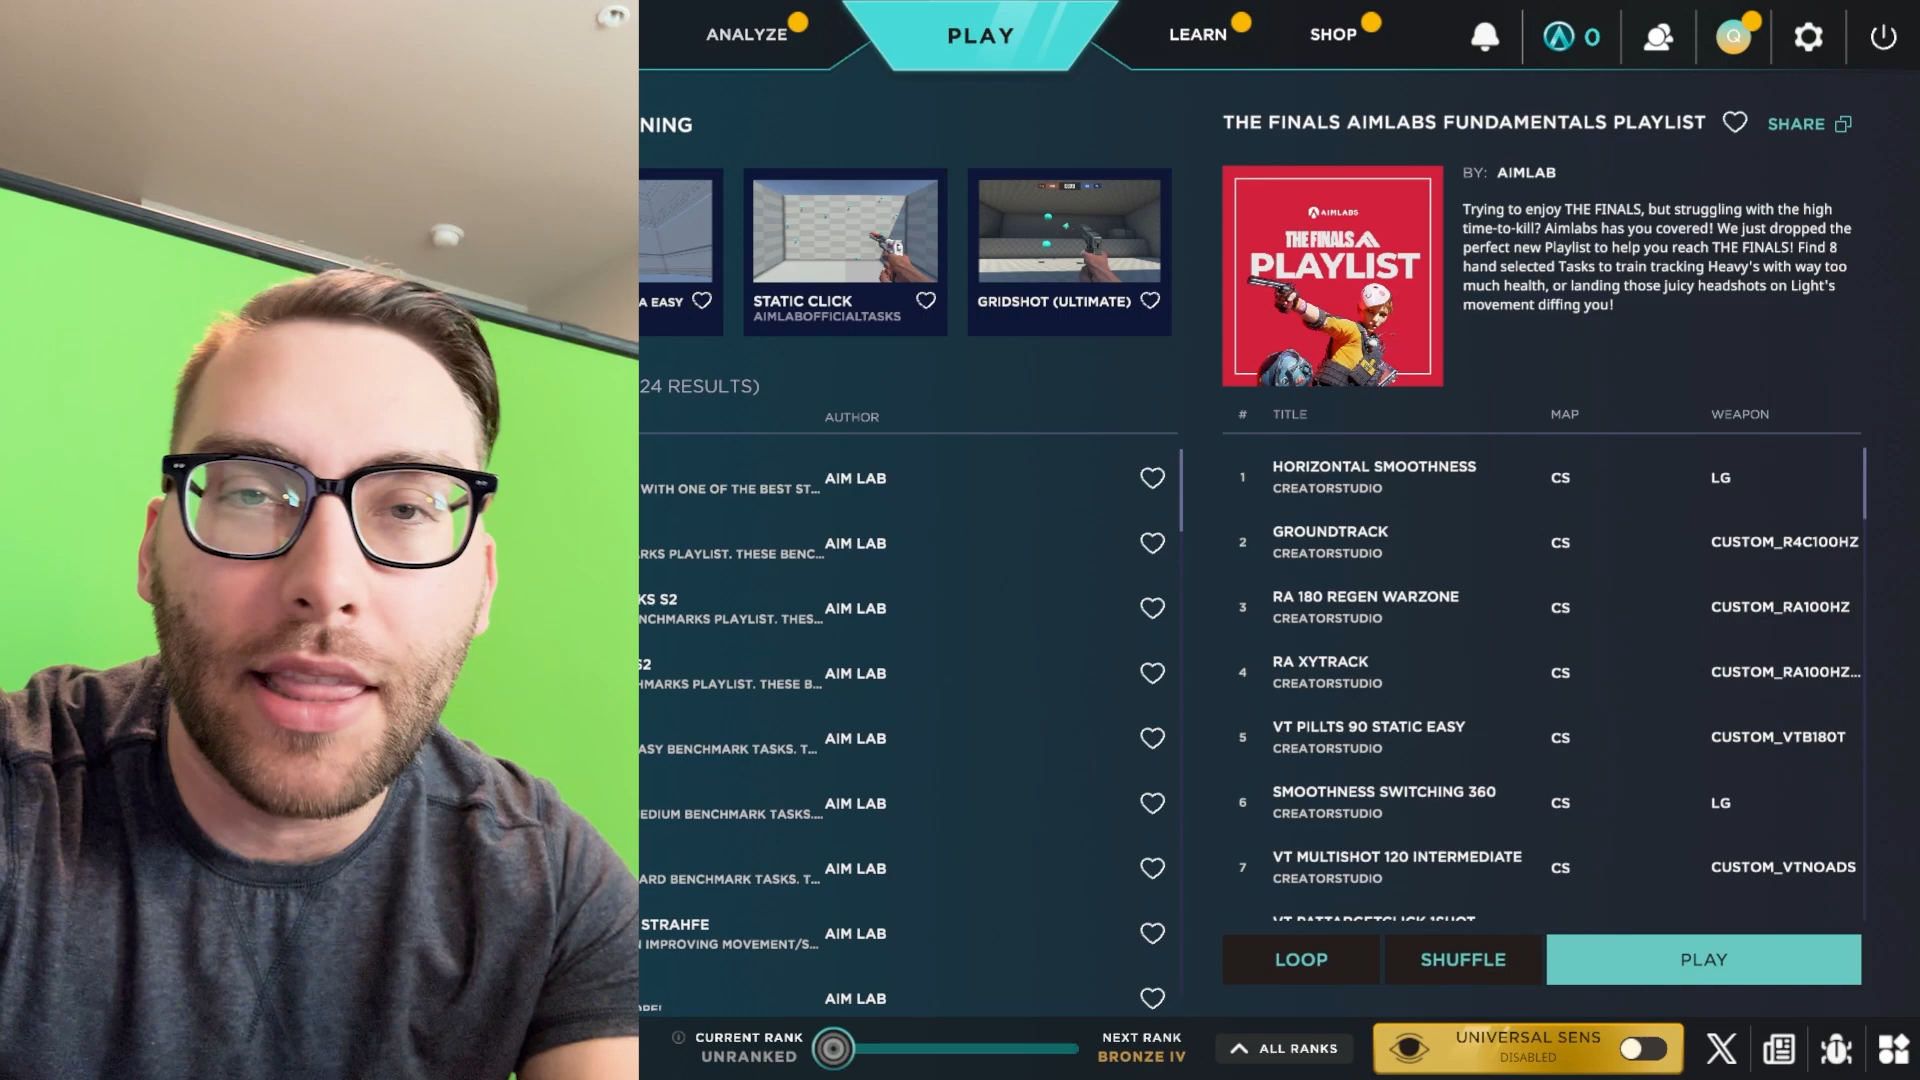 ANALYZE
PLAY
LEARN
SHOP
0
Q
NING
A EASY
STATIC CLICK
AIMLABOFFICIALTASKS
GRIDSHOT (ULTIMATE)
24 RESULTS)
AUTHOR
WITH ONE OF THE BEST ST... AIM LAB
RKS PLAYLIST. THESE BENC... AIM LAB
KS S2
NCHMARKS PLAYLIST. THES... AIM LAB
S2
HMARKS PLAYLIST. THESE B... AIM LAB
ASY BENCHMARK TASKS. T... AIM LAB
EDIUM BENCHMARK TASKS.... AIM LAB
ARD BENCHMARK TASKS. T... AIM LAB
STRAHFE
N IMPROVING MOVEMENT/S... AIM LAB
AIM LAB
THE FINALS AIMLABS FUNDAMENTALS PLAYLIST
SHARE
AIMLABS
THE FINALS
PLAYLIST
BY: AIMLAB
Trying to enjoy THE FINALS, but struggling with the high
time-to-kill? Aimlabs has you covered! We just dropped the
perfect new Playlist to help you reach THE FINALS! Find 8
hand selected Tasks to train tracking Heavy's with way too
much health, or landing those juicy headshots on Light's
movement diffing you!
# TITLE MAP WEAPON
1 HORIZONTAL SMOOTHNESS CS LG
CREATORSTUDIO
2 GROUNDTRACK CS CUSTOM_R4C100HZ
CREATORSTUDIO
3 RA 180 REGEN WARZONE CS CUSTOM_RA100HZ
CREATORSTUDIO
4 RA XYTRACK CS CUSTOM_RA100HZ...
CREATORSTUDIO
5 VT PILLTS 90 STATIC EASY CS CUSTOM_VTB180T
CREATORSTUDIO
6 SMOOTHNESS SWITCHING 360 CS LG
CREATORSTUDIO
7 VT MULTISHOT 120 INTERMEDIATE CS CUSTOM_VTNOADS
CREATORSTUDIO
VT PATTARGETCLICK 1SHOT
LOOP
SHUFFLE
PLAY
CURRENT RANK
UNRANKED
NEXT RANK
BRONZE IV
ALL RANKS
UNIVERSAL SENS
DISABLED